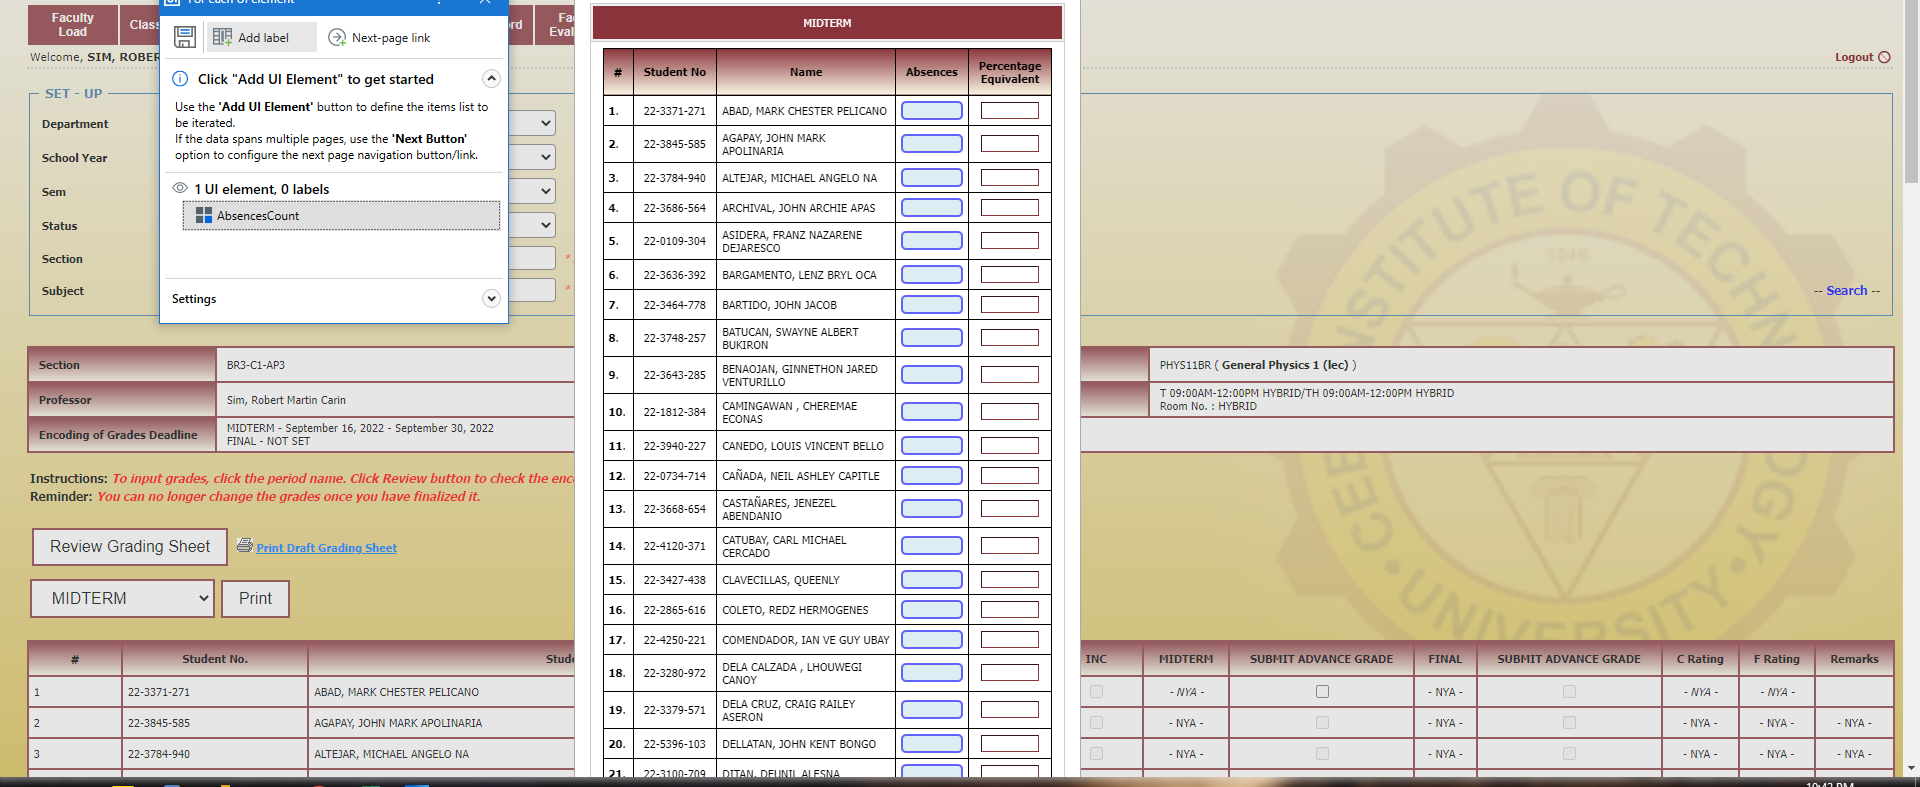 Faculty
Load
Welcome, SIM, ROBER
Add label
Next-page link
Click "Add UI Element" to get started
Use the 'Add UI Element' button to define the items list to
be iterated.
If the data spans multiple pages, use the 'Next Button'
option to configure the next page navigation button/link.
1 UI element, 0 labels
AbsencesCount
Settings
Logout
SET - UP
Department
School Year
Sem
Status
Section *
Subject *
-- Search --
MIDTERM
# Student No Name Absences Percentage Equivalent
1. 22-3371-271 ABAD, MARK CHESTER PELICANO
2. 22-3845-585 AGAPAY, JOHN MARK APOLINARIA
3. 22-3784-940 ALTEJAR, MICHAEL ANGELO NA
4. 22-3686-564 ARCHIVAL, JOHN ARCHIE APAS
5. 22-0109-304 ASIDERA, FRANZ NAZARENE DEJARESCO
6. 22-3636-392 BARGAMENTO, LENZ BRYL OCA
7. 22-3464-778 BARTIDO, JOHN JACOB
8. 22-3748-257 BATUCAN, SWAYNE ALBERT BUKIRON
9. 22-3643-285 BENAOJAN, GINNETHON JARED VENTURILLO
10. 22-1812-384 CAMINGAWAN , CHEREMAE ECONAS
11. 22-3940-227 CANEDO, LOUIS VINCENT BELLO
12. 22-0734-714 CAÑADA, NEIL ASHLEY CAPITLE
13. 22-3668-654 CASTAÑARES, JENEZEL ABENDANIO
14. 22-4120-371 CATUBAY, CARL MICHAEL CERCADO
15. 22-3427-438 CLAVECILLAS, QUEENLY
16. 22-2865-616 COLETO, REDZ HERMOGENES
17. 22-4250-221 COMENDADOR, IAN VE GUY UBAY
18. 22-3280-972 DELA CALZADA , LHOUWEGI CANOY
19. 22-3379-571 DELA CRUZ, CRAIG RAILEY ASERON
20. 22-5396-103 DELLATAN, JOHN KENT BONGO
21. 22-3100-709 DITAN, DEUNIL ALESNA
Section BR3-C1-AP3
Professor Sim, Robert Martin Carin
Encoding of Grades Deadline MIDTERM - September 16, 2022 - September 30, 2022
FINAL - NOT SET
PHYS11BR ( General Physics 1 (lec) )
T 09:00AM-12:00PM HYBRID/TH 09:00AM-12:00PM HYBRID
Room No. : HYBRID
Instructions: To input grades, click the period name. Click Review button to check the enc
Reminder: You can no longer change the grades once you have finalized it.
Review Grading Sheet Print Draft Grading Sheet
MIDTERM Print
# Student No. Stude INC MIDTERM SUBMIT ADVANCE GRADE FINAL SUBMIT ADVANCE GRADE C Rating F Rating Remarks
1 22-3371-271 ABAD, MARK CHESTER PELICANO - NYA - - NYA - - NYA - - NYA -
2 22-3845-585 AGAPAY, JOHN MARK APOLINARIA - NYA - - NYA - - NYA - - NYA - - NYA -
3 22-3784-940 ALTEJAR, MICHAEL ANGELO NA - NYA - - NYA - - NYA - - NYA - - NYA -
INSTITUTE OF TECHNOLOGY
1946
UNIVERSITY